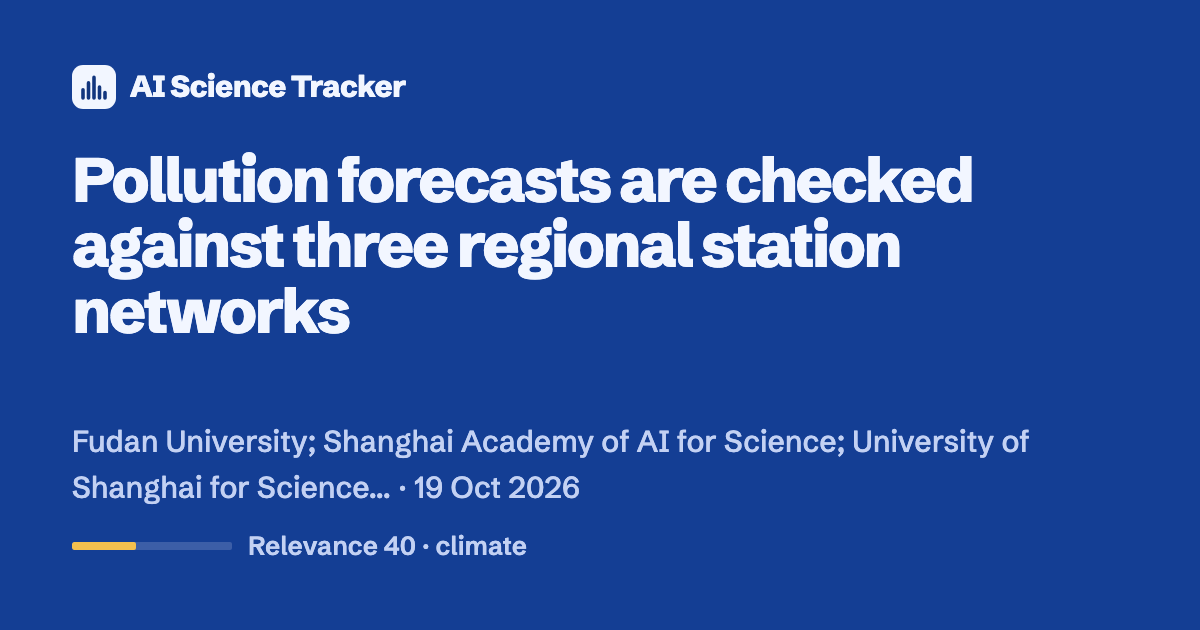 AI Science Tracker
Pollution forecasts are checked
against three regional station
networks
Fudan University; Shanghai Academy of AI for Science; University of
Shanghai for Science... · 19 Oct 2026
Relevance 40 · climate